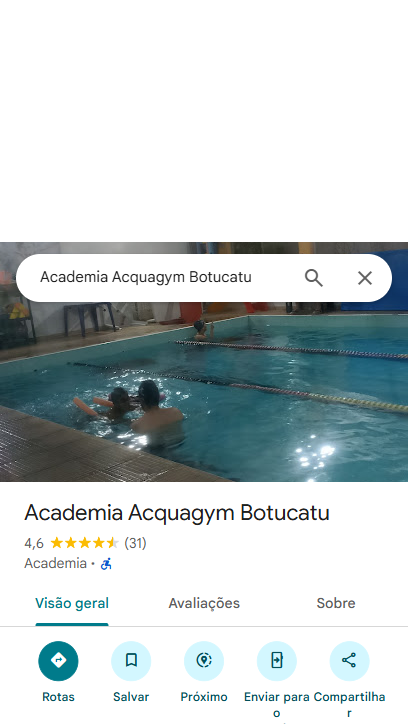 Academia Acquagym Botucatu
Academia Acquagym Botucatu
4,6 (31)
Academia ·
Visão geral Avaliações Sobre
Rotas Salvar Próximo Enviar para o Compartilhar